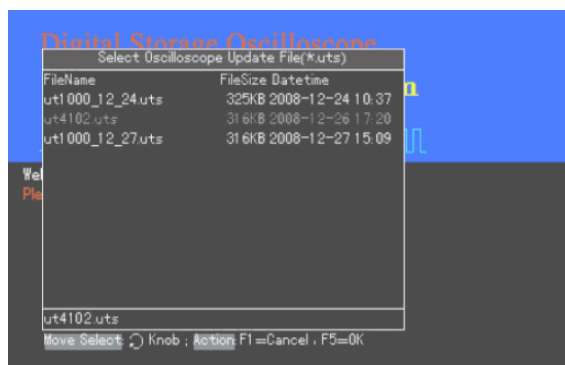 Digital Storage Oscilloscope
Select Oscilloscope Update File(*.uts)
FileName FileSize Datetime
ut1000_12_24.uts 325KB 2008-12-24 10:37
ut4102.uts 316KB 2008-12-26 17:20
ut1000_12_27.uts 316KB 2008-12-27 15:09
ut4102.uts
Move Select: Knob ; Action: F1=Cancel , F5=OK